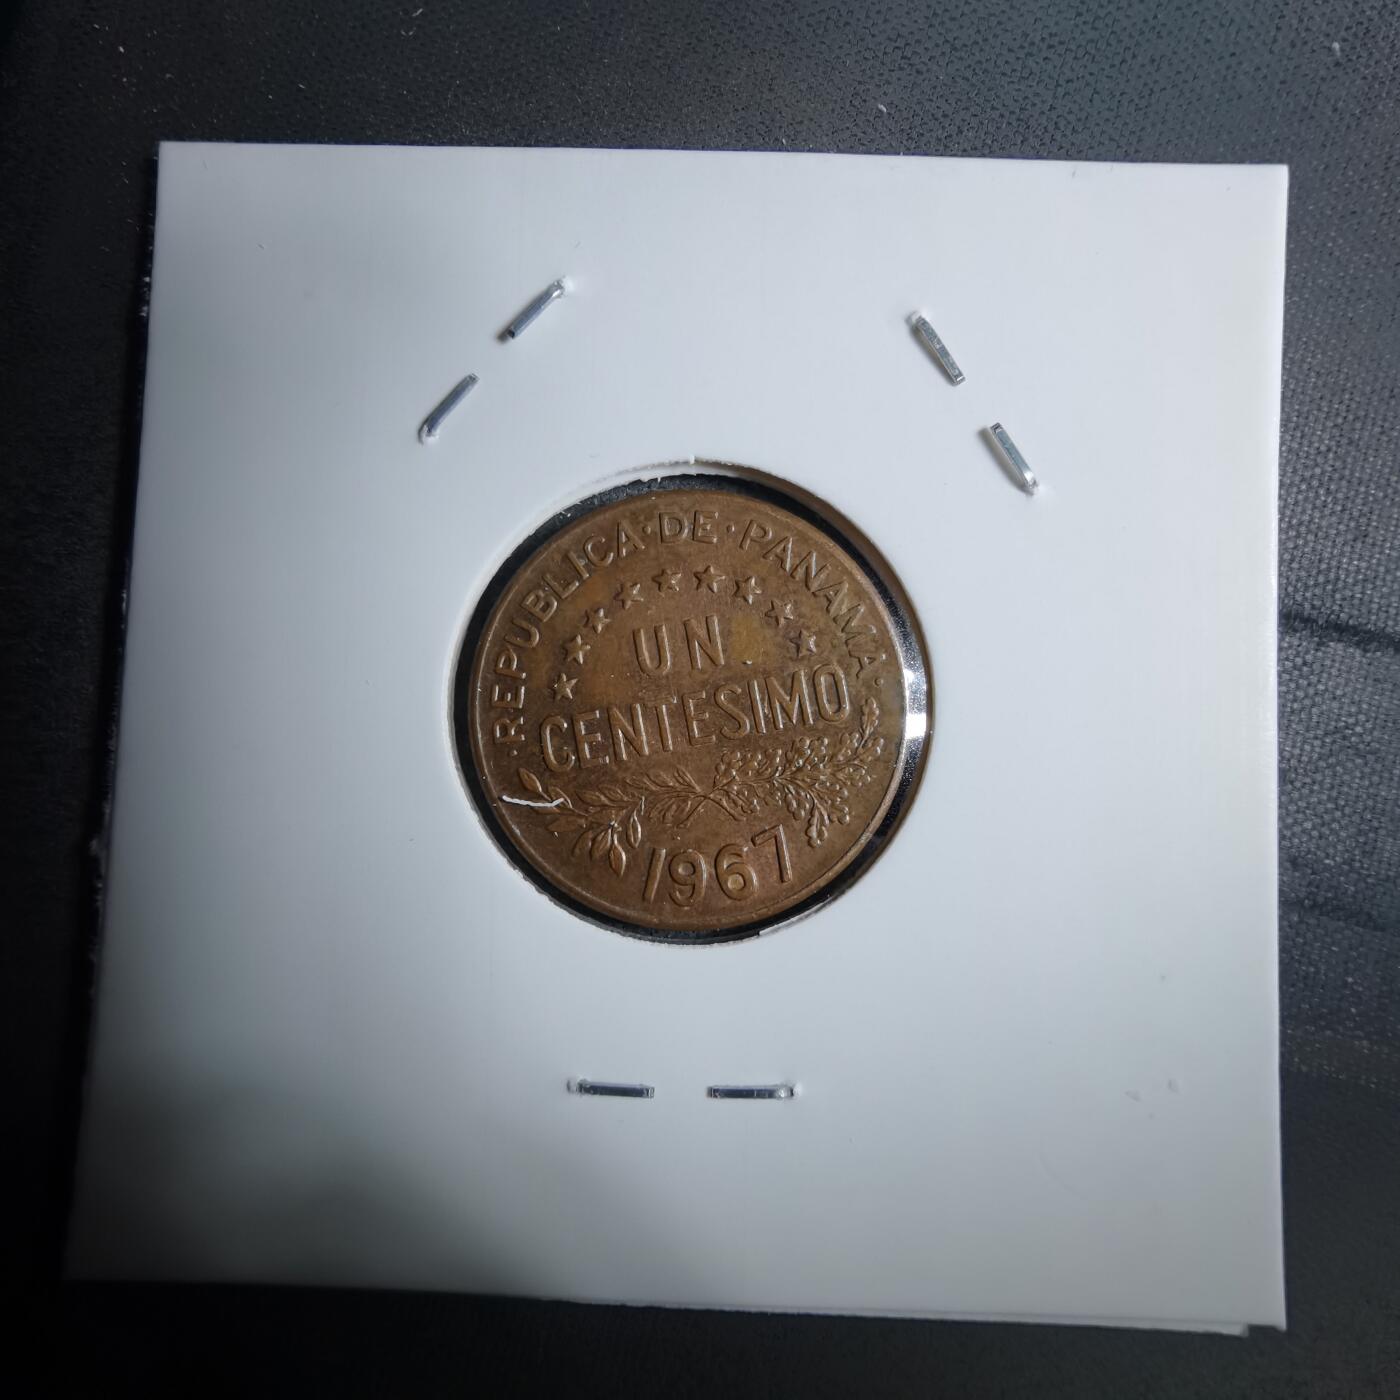 ·REPUBLICA·DE·PANAMA·
UN
CENTESIMO
1967